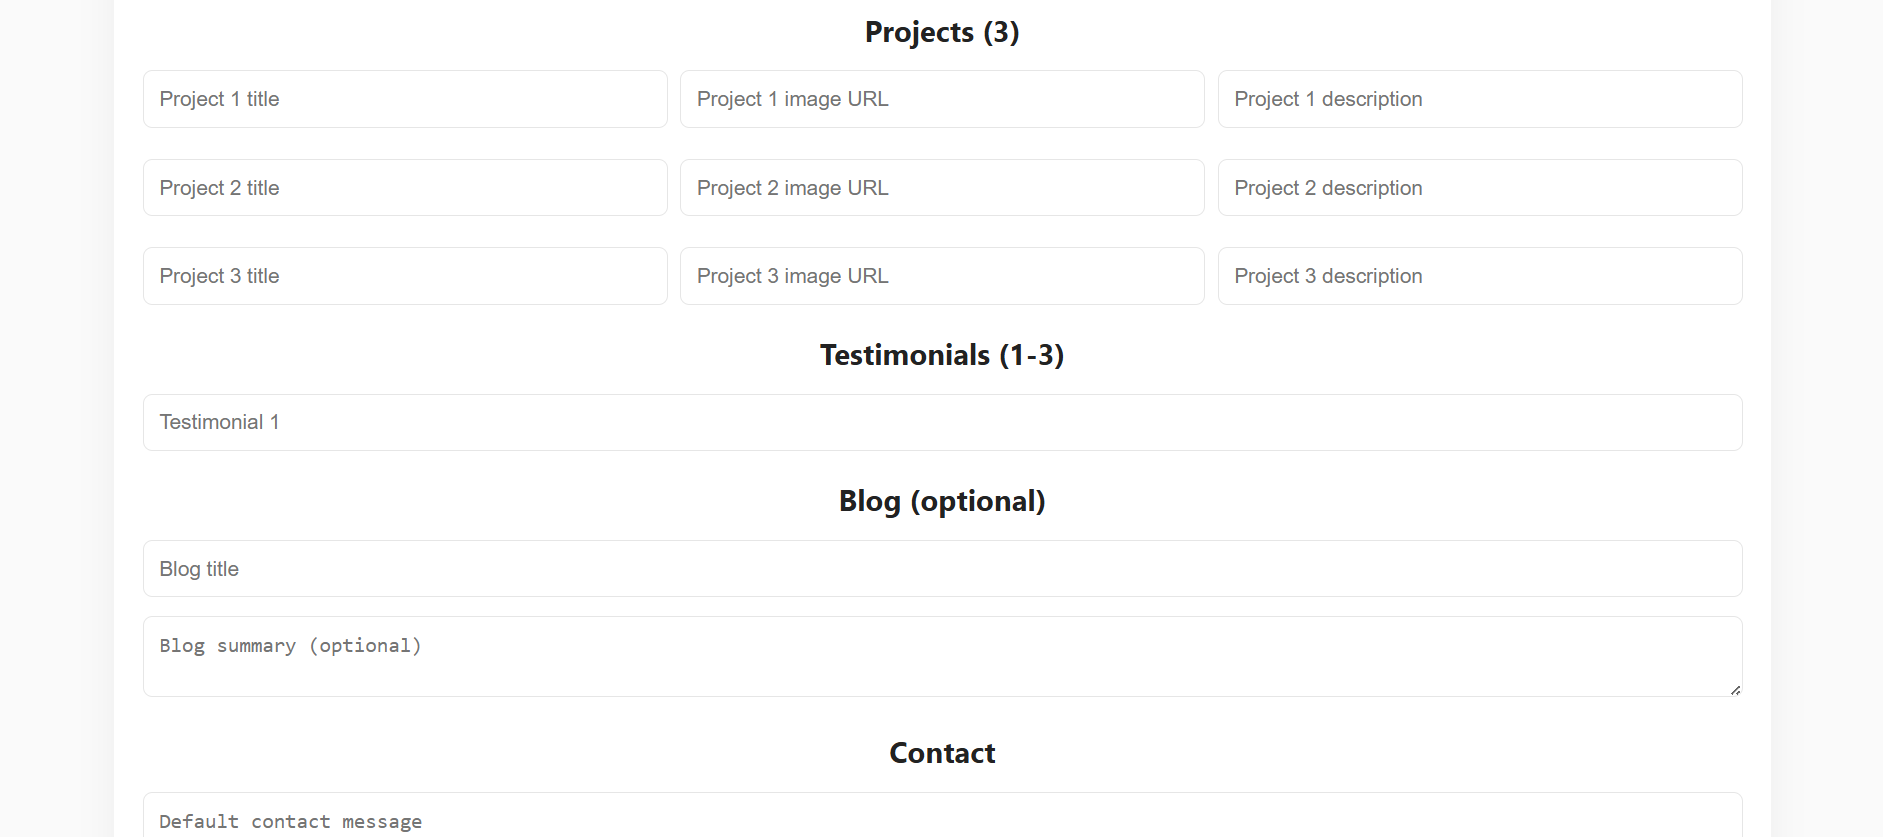 Projects (3)
Project 1 title
Project 1 image URL
Project 1 description
Project 2 title
Project 2 image URL
Project 2 description
Project 3 title
Project 3 image URL
Project 3 description
Testimonials (1-3)
Testimonial 1
Blog (optional)
Blog title
Blog summary (optional)
Contact
Default contact message